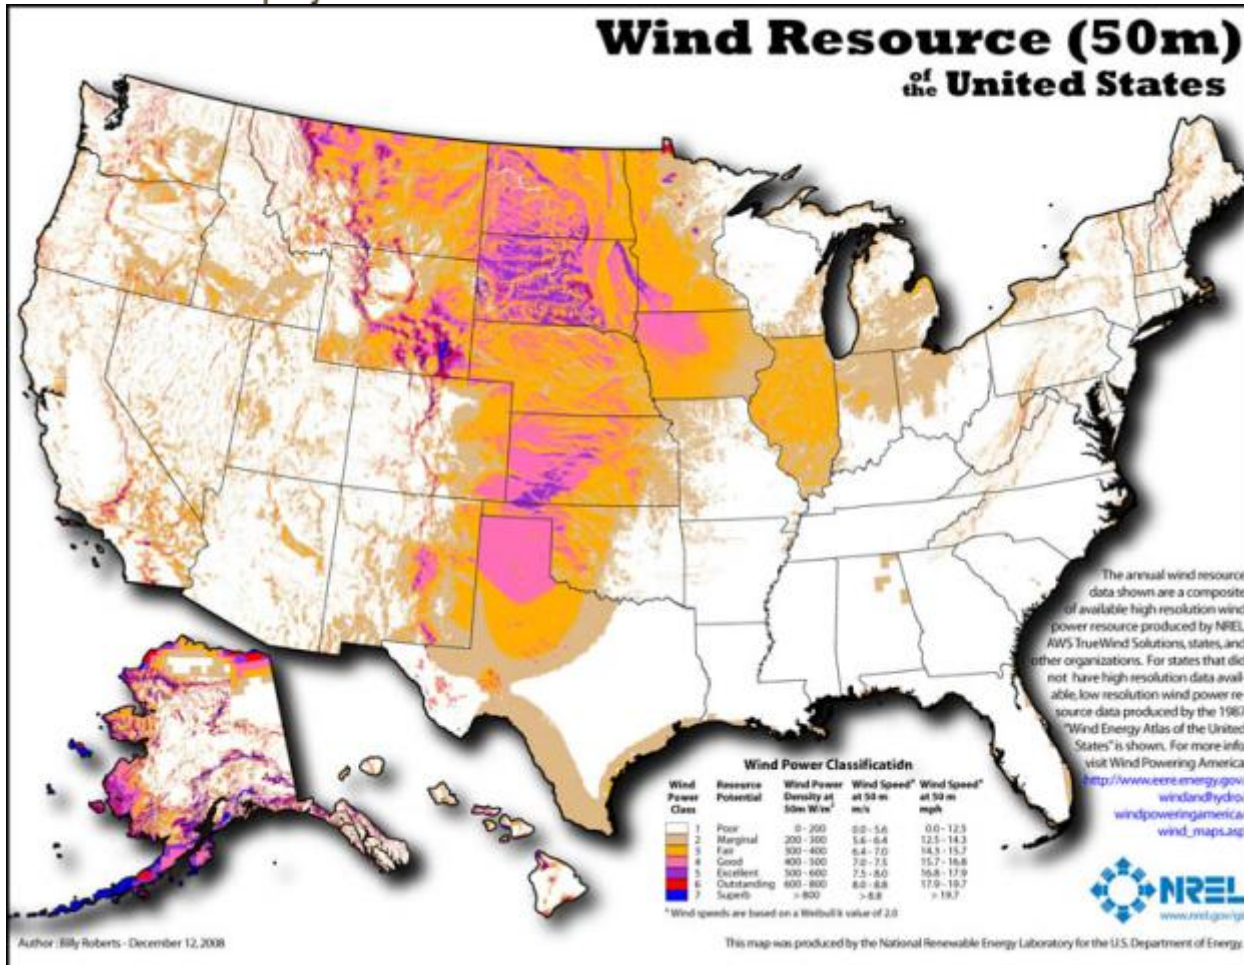 Wind Resource (50m)
of the United States
The annual wind resource
data shown are a composite
of available high resolution wind
power resource produced by NREL,
AWS TrueWind Solutions, states, and
other organizations. For states that did
not have high resolution data avail-
able, low resolution wind power re-
source data produced by the 1987
"Wind Energy Atlas of the United
States" is shown. For more info,
visit Wind Powering America
http://www.eere.energy.gov/
windandhydro/
windpoweringamerica/
wind_maps.asp
Wind Power Classification
Wind Power Class Resource Potential Wind Power Density at 50m W/m² Wind Speedª at 50 m m/s Wind Speedª at 50 m mph
1 Poor 0 - 200 0.0 - 5.6 0.0 - 12.5
2 Marginal 200 - 300 5.6 - 6.4 12.5 - 14.3
3 Fair 300 - 400 6.4 - 7.0 14.3 - 15.7
4 Good 400 - 500 7.0 - 7.5 15.7 - 16.8
5 Excellent 500 - 600 7.5 - 8.0 16.8 - 17.9
6 Outstanding 600 - 800 8.0 - 8.8 17.9 - 19.7
7 Superb > 800 > 8.8 > 19.7
ª Wind speeds are based on a Weibull k value of 2.0
NREL
www.nrel.gov/gi
Author : Billy Roberts - December 12, 2008
This map was produced by the National Renewable Energy Laboratory for the U.S. Department of Energy.